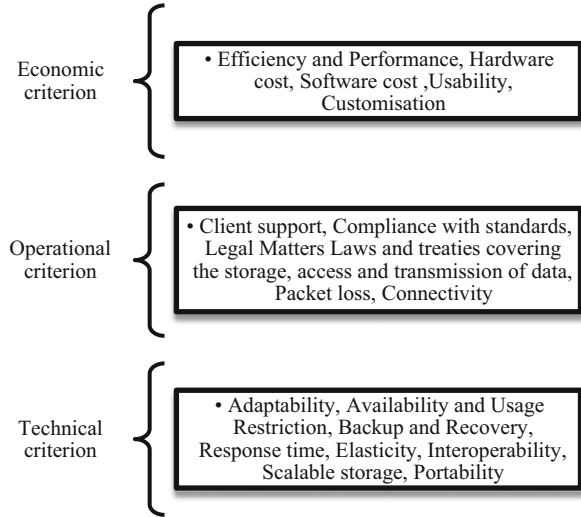 Economic
criterion
• Efficiency and Performance, Hardware
cost, Software cost ,Usability,
Customisation
Operational
criterion
• Client support, Compliance with standards,
Legal Matters Laws and treaties covering
the storage, access and transmission of data,
Packet loss, Connectivity
Technical
criterion
• Adaptability, Availability and Usage
Restriction, Backup and Recovery,
Response time, Elasticity, Interoperability,
Scalable storage, Portability